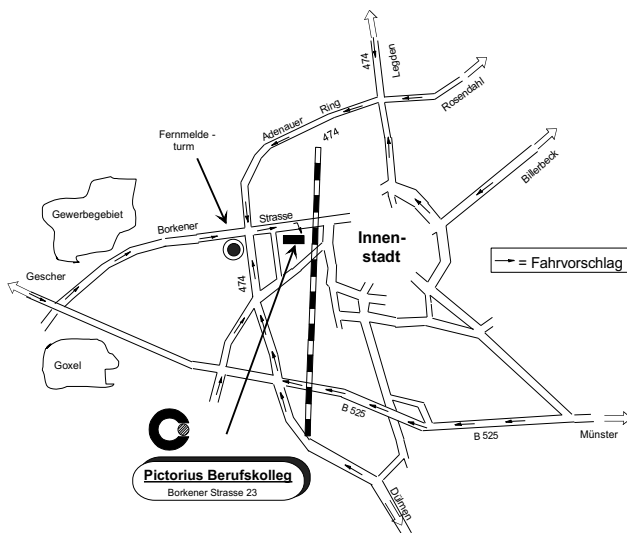 474
Legden
Rosendahl
Adenauer Ring
474
Fernmelde -
turm
Billerbeck
Gewerbegebiet
Borkener Strasse
Innen-
stadt
= Fahrvorschlag
Gescher
474
Goxel
B 525
B 525
Münster
Pictorius Berufskolleg
Borkener Strasse 23
Dülmen